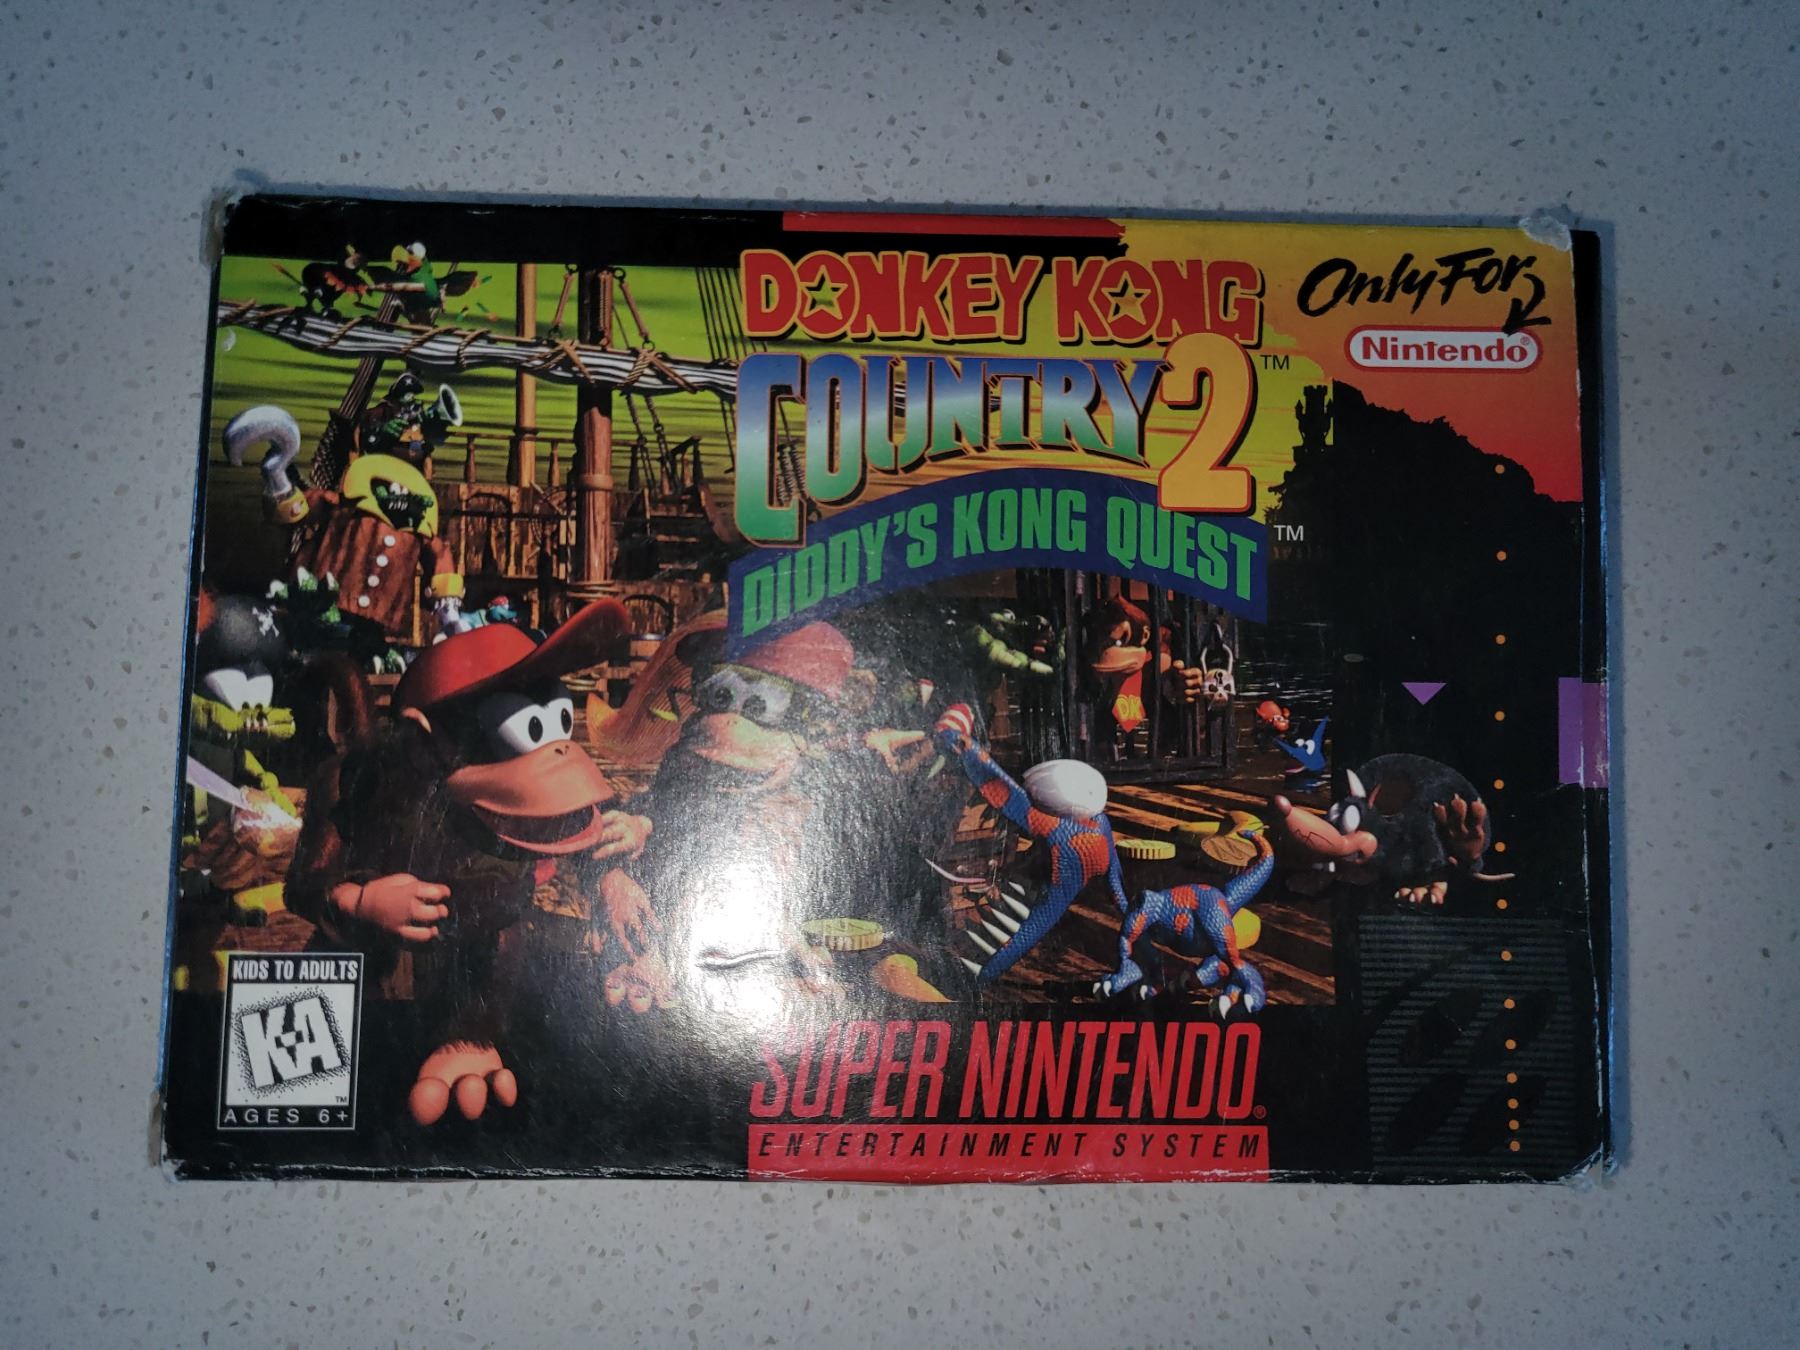 DONKEY KONG
COUNTRY 2 ™
DIDDY'S KONG QUEST ™
Only For
Nintendo®
DK
KIDS TO ADULTS
K-A
™
AGES 6+
SUPER NINTENDO®
ENTERTAINMENT SYSTEM